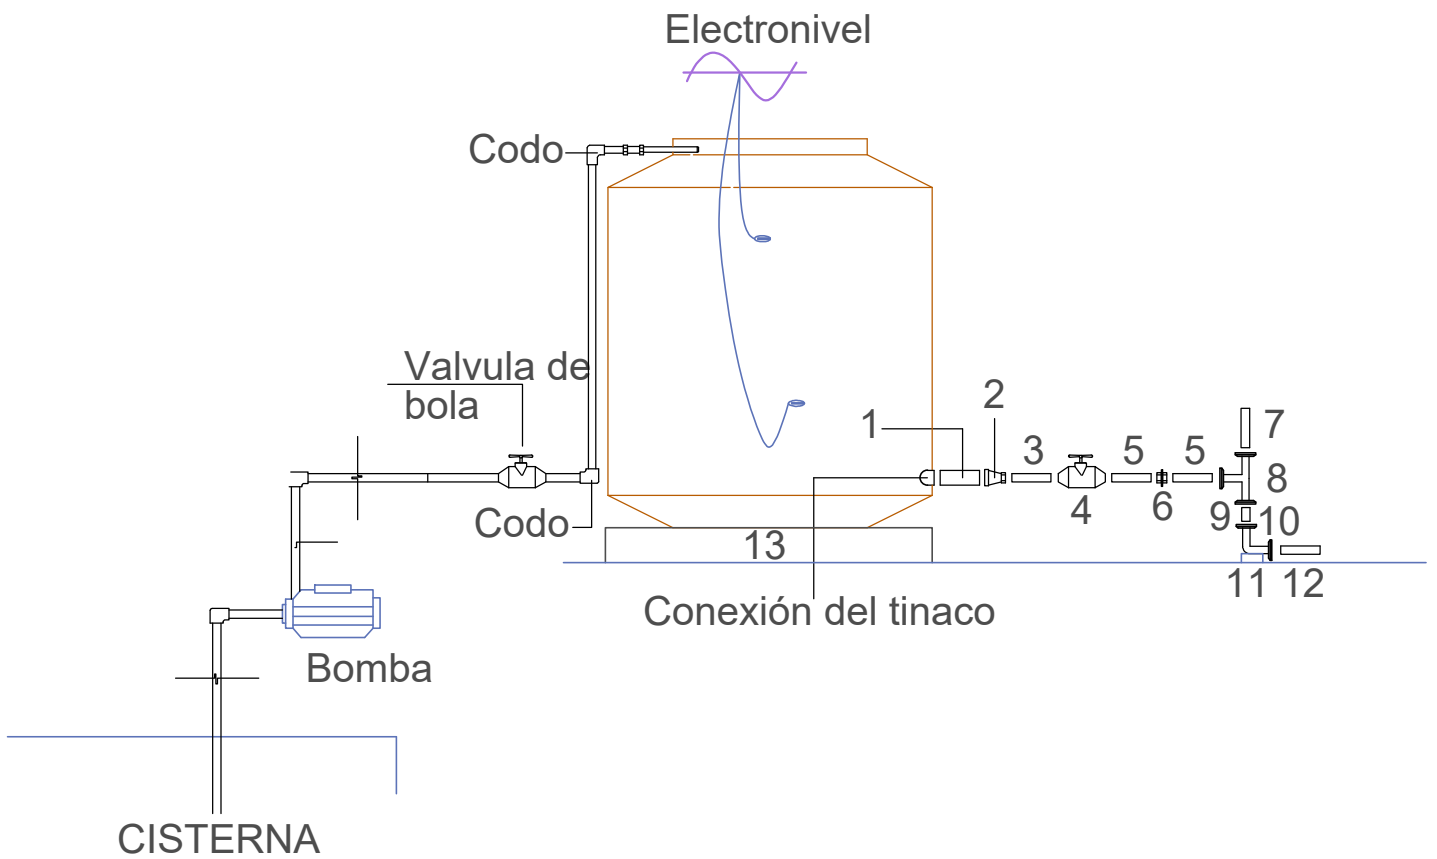 Electronivel
Codo
Valvula de
bola
2
1
3
5
5
7
8
4
6
9
10
Codo
13
11
12
Conexión del tinaco
Bomba
CISTERNA